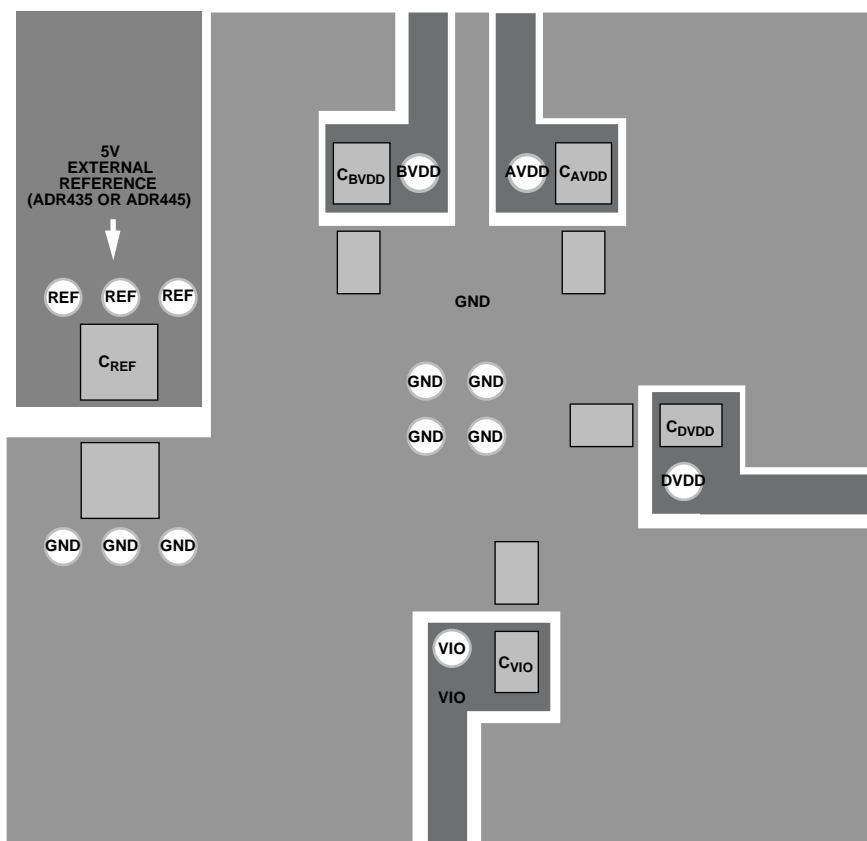 5V
EXTERNAL
REFERENCE
(ADR435 OR ADR445)
CBVDD
BVDD
AVDD
CAVDD
REF
REF
REF
GND
CREF
GND
GND
GND
GND
CDVDD
DVDD
GND
GND
GND
VIO
CVIO
VIO